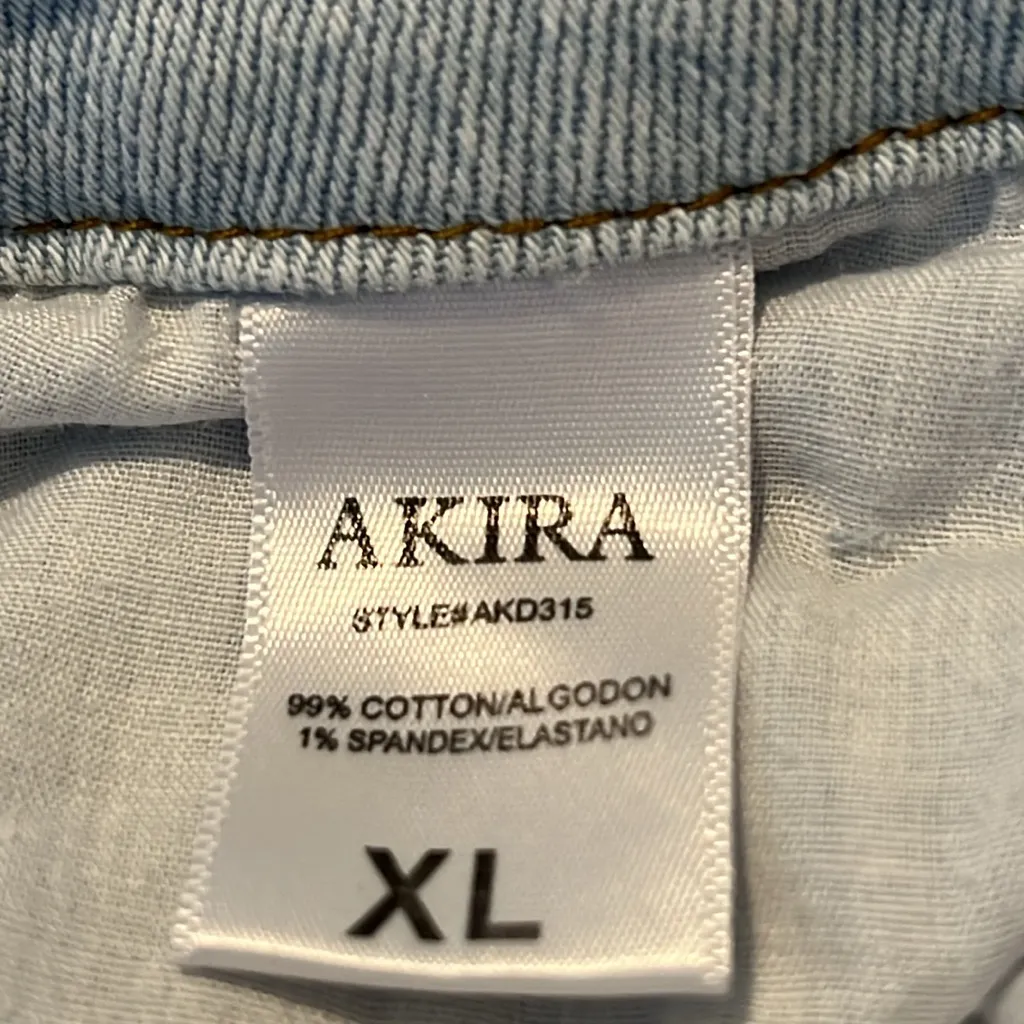 AKIRA
STYLE#AKD315
99% COTTON/ALGODON
1% SPANDEX/ELASTANO
XL